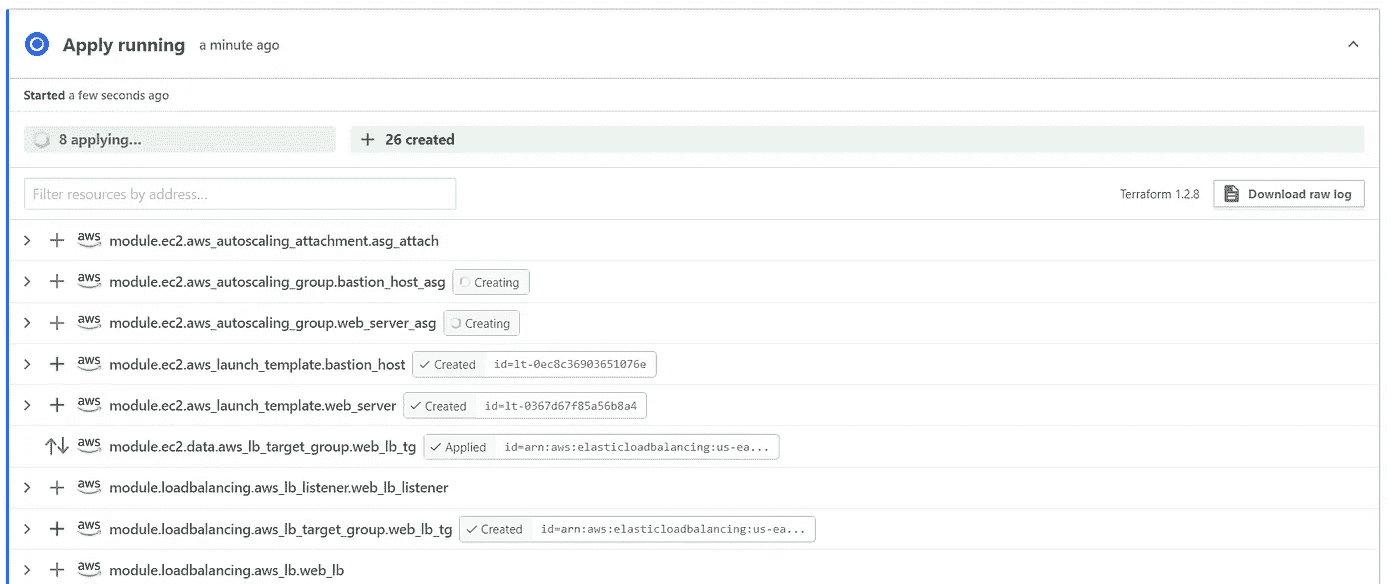 Apply running a minute ago
Started a few seconds ago
8 applying...
+ 26 created
Filter resources by address...
Terraform 1.2.8 Download raw log
aws module.ec2.aws_autoscaling_attachment.asg_attach
aws module.ec2.aws_autoscaling_group.bastion_host_asg Creating
aws module.ec2.aws_autoscaling_group.web_server_asg Creating
aws module.ec2.aws_launch_template.bastion_host Created id=lt-0ec8c36903651076e
aws module.ec2.aws_launch_template.web_server Created id=lt-0367d67f85a56b8a4
aws module.ec2.data.aws_lb_target_group.web_lb_tg Applied id=arn:aws:elasticloadbalancing:us-ea...
aws module.loadbalancing.aws_lb_listener.web_lb_listener
aws module.loadbalancing.aws_lb_target_group.web_lb_tg Created id=arn:aws:elasticloadbalancing:us-ea...
aws module.loadbalancing.aws_lb.web_lb